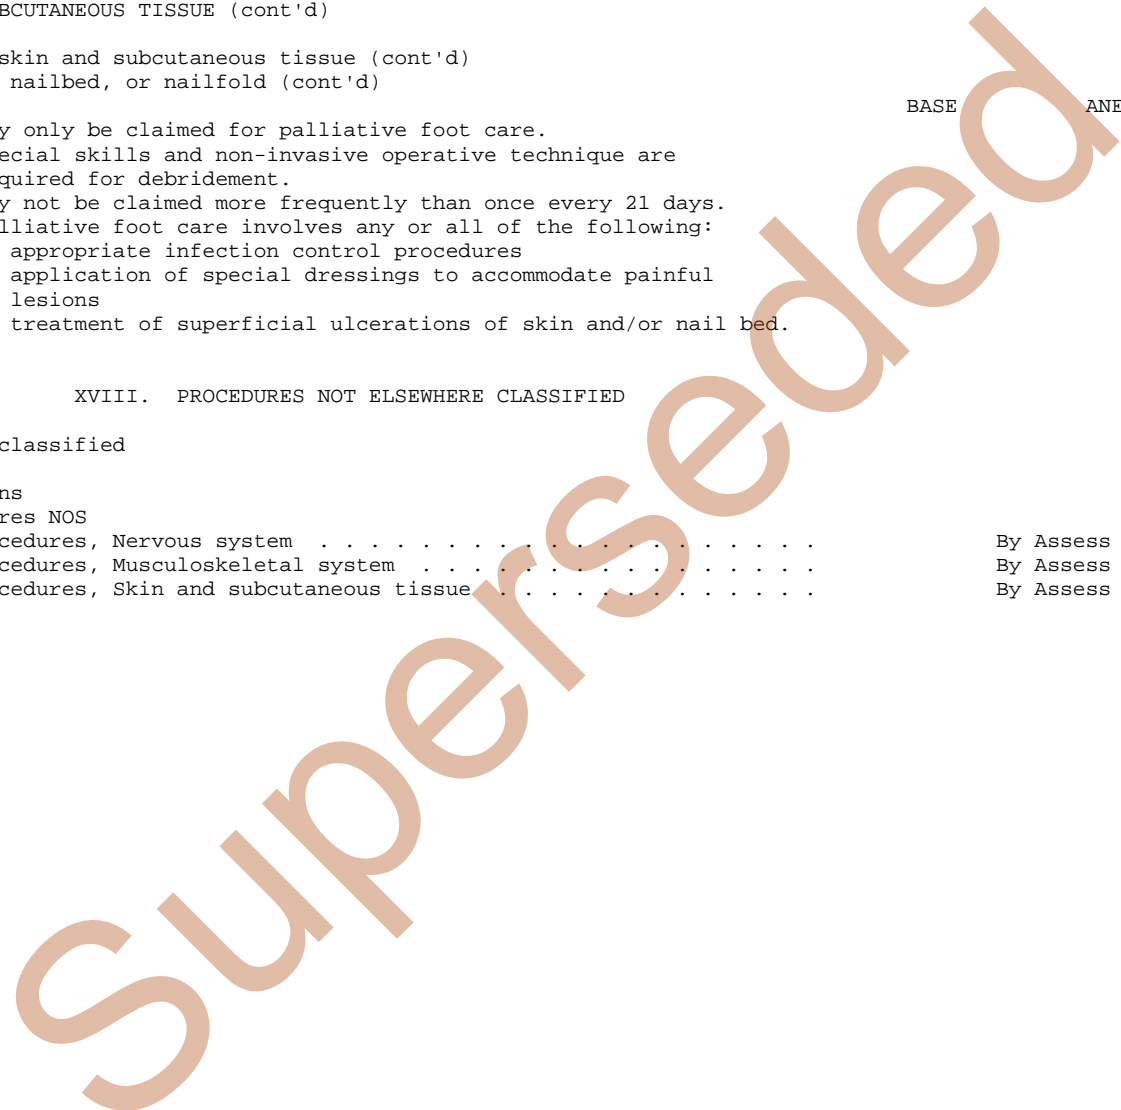 BCUTANEOUS TISSUE (cont'd)
skin and subcutaneous tissue (cont'd)
nailbed, or nailfold (cont'd)
BASE ANE
y only be claimed for palliative foot care.
ecial skills and non-invasive operative technique are
quired for debridement.
y not be claimed more frequently than once every 21 days.
lliative foot care involves any or all of the following:
appropriate infection control procedures
application of special dressings to accommodate painful
lesions
treatment of superficial ulcerations of skin and/or nail bed.
XVIII. PROCEDURES NOT ELSEWHERE CLASSIFIED
classified
ns
res NOS
cedures, Nervous system . . . . . . . . . . . . . . . . . . . . By Assess
cedures, Musculoskeletal system . . . . . . . . . . . . . . . . By Assess
cedures, Skin and subcutaneous tissue . . . . . . . . . . . . . By Assess
Superseded